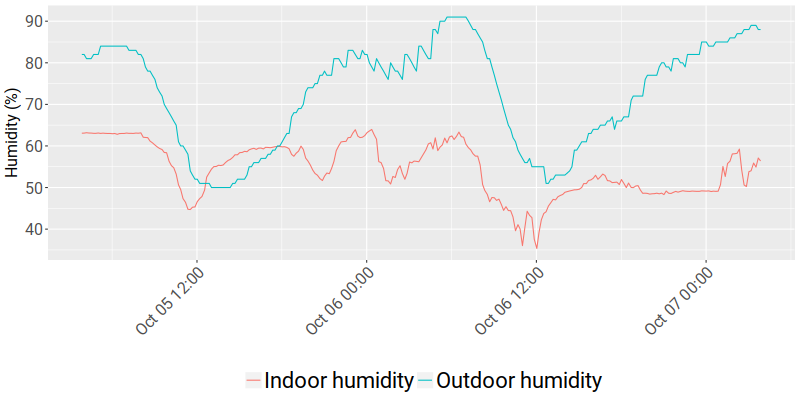 Humidity (%)
90
80
70
60
50
40
Oct 05 12:00
Oct 06 00:00
Oct 06 12:00
Oct 07 00:00
Indoor humidity
Outdoor humidity